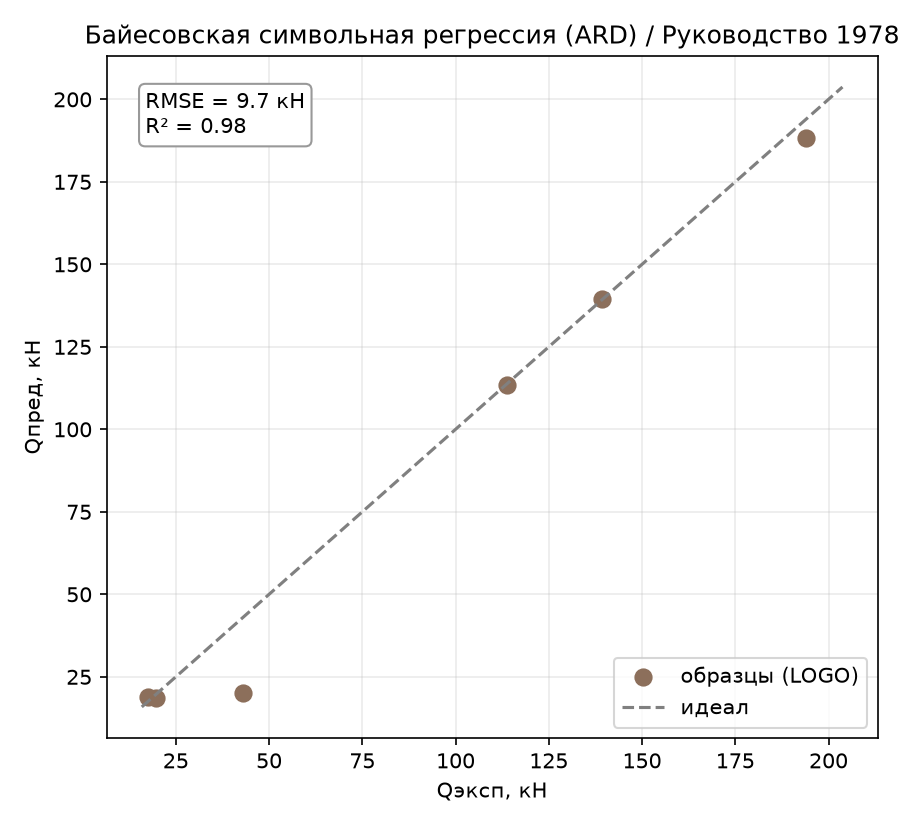 Байесовская символьная регрессия (ARD) / Руководство 1978
RMSE = 9.7 кН
R² = 0.98
200
175
150
125
100
75
50
25
Qпред, кН
образцы (LOGO)
идеал
25 50 75 100 125 150 175 200
Qэксп, кН